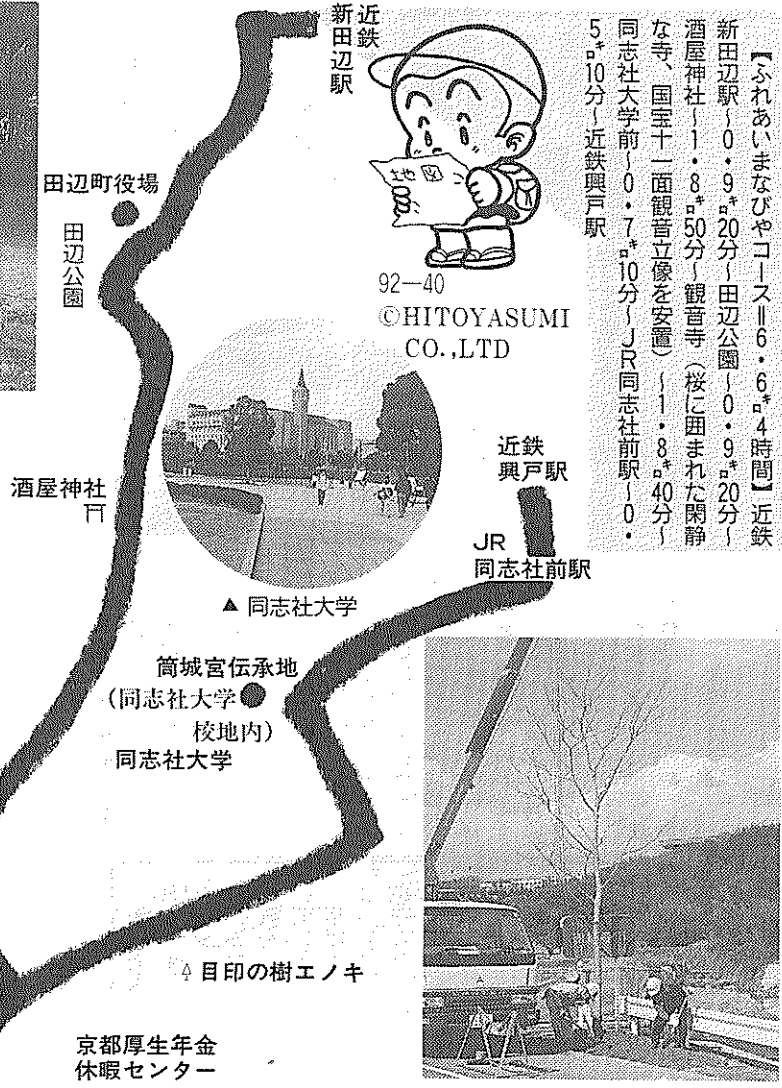 【ふれあいまなびやコース＝6・6㌔4時間】近鉄
新田辺駅～0・9㌔20分～田辺公園～0・9㌔20分～
酒屋神社～1・8㌔50分～観音寺（桜に囲まれた閑静
な寺、国宝十一面観音立像を安置）～1・8㌔40分～
同志社大学前～0・7㌔10分～JR同志社前駅～0・
5㌔10分～近鉄興戸駅
近鉄
新田辺駅
地図
92－40
©HITOYASUMI
CO.,LTD
田辺町役場
田辺公園
酒屋神社
▲ 同志社大学
近鉄
興戸駅
JR
同志社前駅
筒城宮伝承地
(同志社大学
校地内)
同志社大学
目印の樹エノキ
京都厚生年金
休暇センター